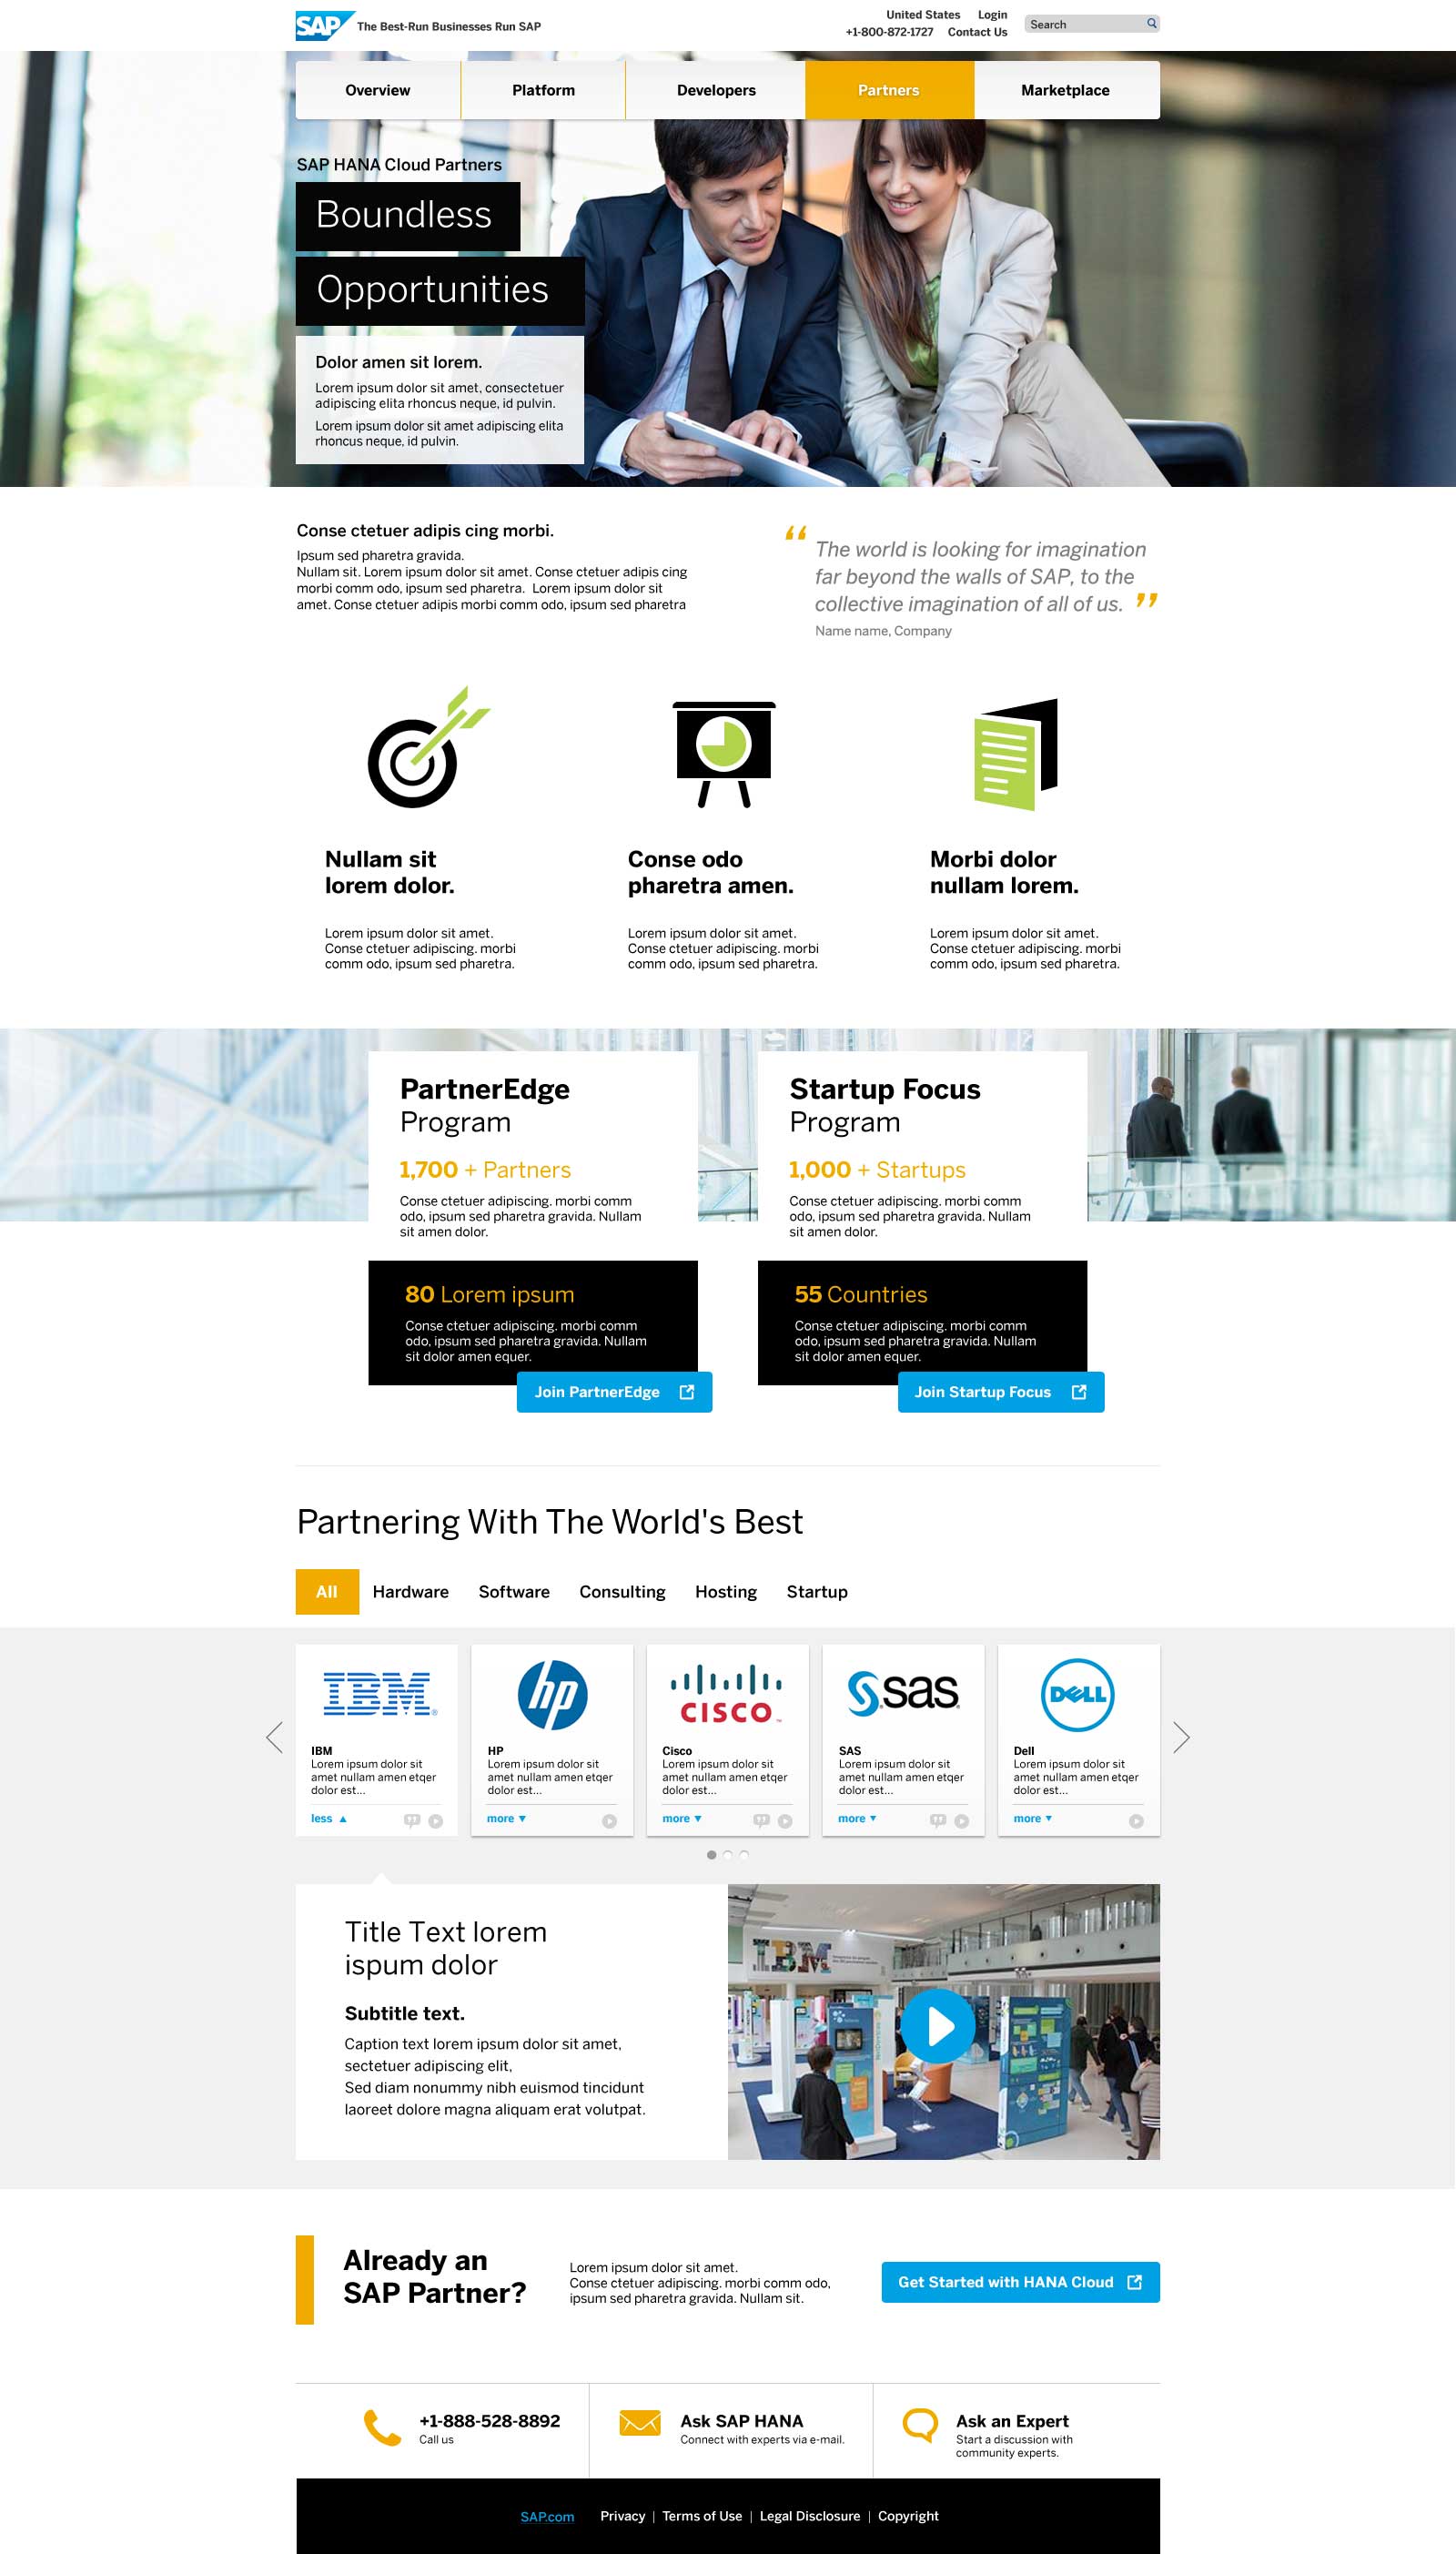 SAP The Best-Run Businesses Run SAP
United States Login
+1-800-872-1727 Contact Us
Search
Overview Platform Developers Partners Marketplace
SAP HANA Cloud Partners
Boundless
Opportunities
Dolor amen sit lorem.
Lorem ipsum dolor sit amet, consectetuer
adipiscing elita rhoncus neque, id pulvin.
Lorem ipsum dolor sit amet adipiscing elita
rhoncus neque, id pulvin.
Conse ctetuer adipis cing morbi.
Ipsum sed pharetra gravida.
Nullam sit. Lorem ipsum dolor sit amet. Conse ctetuer adipis cing
morbi comm odo, ipsum sed pharetra. Lorem ipsum dolor sit
amet. Conse ctetuer adipis morbi comm odo, ipsum sed pharetra
“ The world is looking for imagination
far beyond the walls of SAP, to the
collective imagination of all of us. ”
Name name, Company
Nullam sit
lorem dolor.
Lorem ipsum dolor sit amet.
Conse ctetuer adipiscing. morbi
comm odo, ipsum sed pharetra.
Conse odo
pharetra amen.
Lorem ipsum dolor sit amet.
Conse ctetuer adipiscing. morbi
comm odo, ipsum sed pharetra.
Morbi dolor
nullam lorem.
Lorem ipsum dolor sit amet.
Conse ctetuer adipiscing. morbi
comm odo, ipsum sed pharetra.
PartnerEdge
Program
1,700 + Partners
Conse ctetuer adipiscing. morbi comm
odo, ipsum sed pharetra gravida. Nullam
sit amen dolor.
80 Lorem ipsum
Conse ctetuer adipiscing. morbi comm
odo, ipsum sed pharetra gravida. Nullam
sit dolor amen equer.
Join PartnerEdge
Startup Focus
Program
1,000 + Startups
Conse ctetuer adipiscing. morbi comm
odo, ipsum sed pharetra gravida. Nullam
sit amen dolor.
55 Countries
Conse ctetuer adipiscing. morbi comm
odo, ipsum sed pharetra gravida. Nullam
sit dolor amen equer.
Join Startup Focus
Partnering With The World's Best
All Hardware Software Consulting Hosting Startup
IBM®
IBM
Lorem ipsum dolor sit
amet nullam amen etqer
dolor est...
less
hp
HP
Lorem ipsum dolor sit
amet nullam amen etqer
dolor est...
more
CISCO™
Cisco
Lorem ipsum dolor sit
amet nullam amen etqer
dolor est...
more
sas
SAS
Lorem ipsum dolor sit
amet nullam amen etqer
dolor est...
more
DELL
Dell
Lorem ipsum dolor sit
amet nullam amen etqer
dolor est...
more
Title Text lorem
ispum dolor
Subtitle text.
Caption text lorem ipsum dolor sit amet,
sectetuer adipiscing elit,
Sed diam nonummy nibh euismod tincidunt
laoreet dolore magna aliquam erat volutpat.
IBM
Already an
SAP Partner?
Lorem ipsum dolor sit amet.
Conse ctetuer adipiscing. morbi comm odo,
ipsum sed pharetra gravida. Nullam sit.
Get Started with HANA Cloud
+1-888-528-8892
Call us
Ask SAP HANA
Connect with experts via e-mail.
Ask an Expert
Start a discussion with
community experts.
SAP.com Privacy | Terms of Use | Legal Disclosure | Copyright